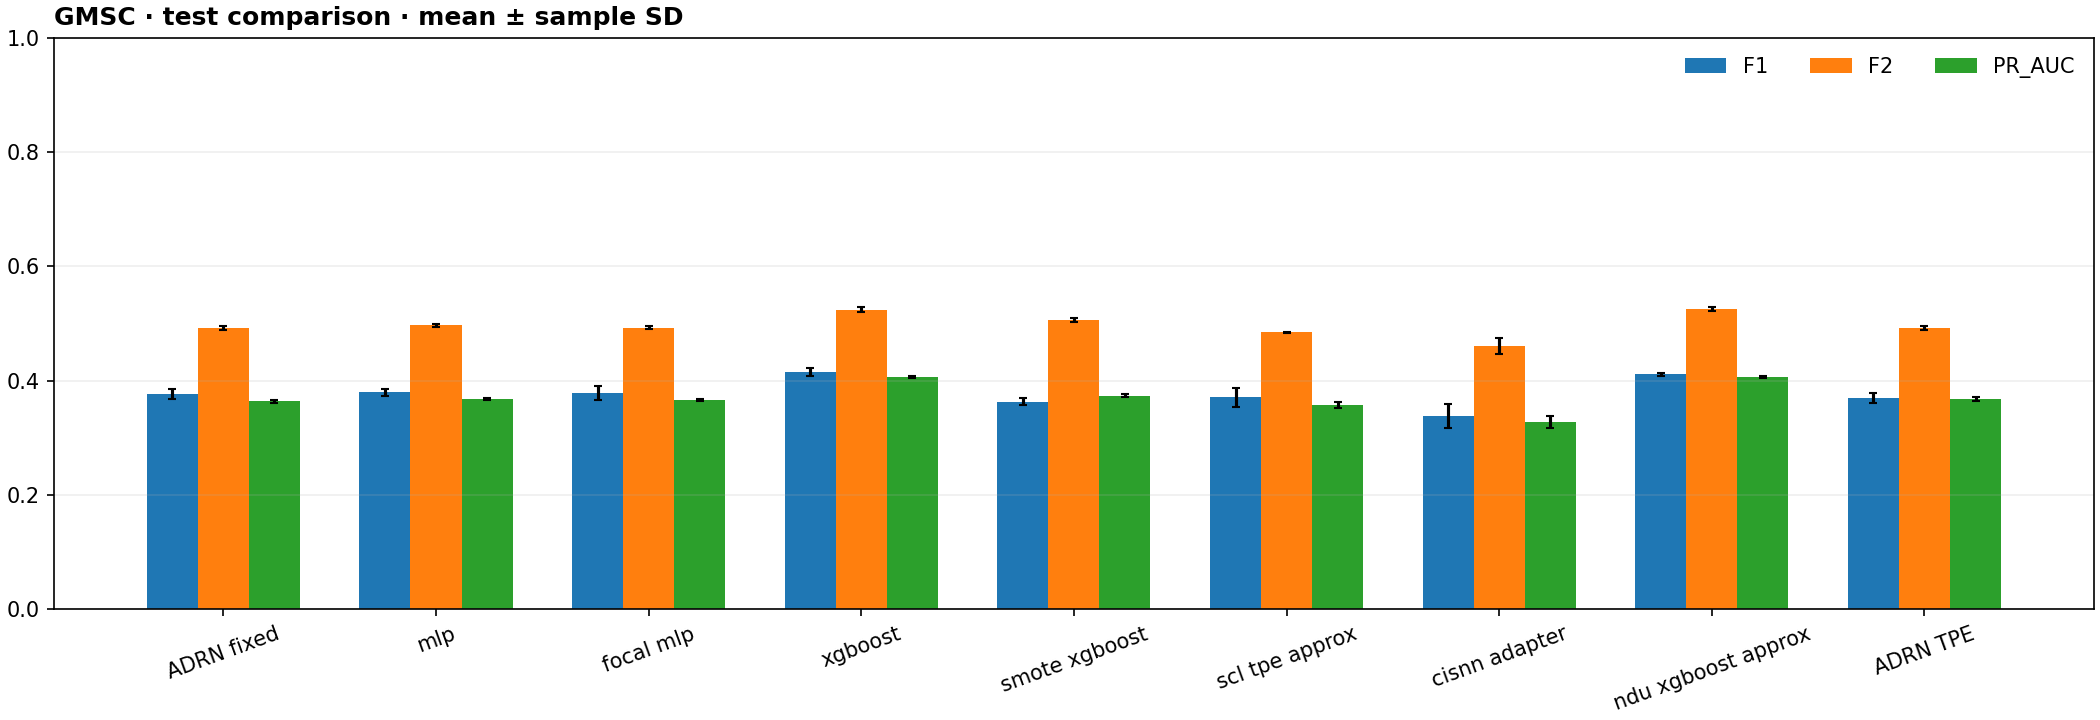 GMSC · test comparison · mean ± sample SD
F1 F2 PR_AUC
1.0
0.8
0.6
0.4
0.2
0.0
ADRN fixed
mlp
focal mlp
xgboost
smote xgboost
scl tpe approx
cisnn adapter
ndu xgboost approx
ADRN TPE